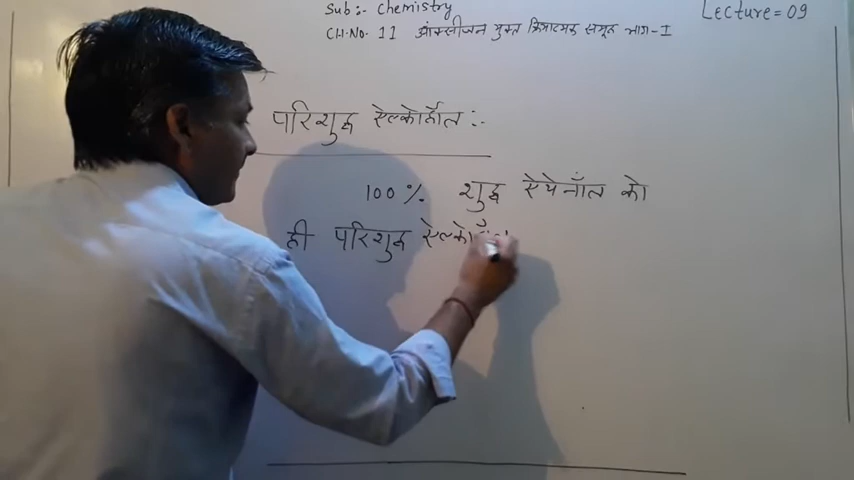 Sub:- Chemistry
Lecture = 09
CH.No. 11 ऑक्सीजन युक्त क्रियात्मक समूह भाग-I
परिशुद्ध ऐल्कोहॉल :-
100% शुद्ध ऐथेनॉल को
ही परिशुद्ध